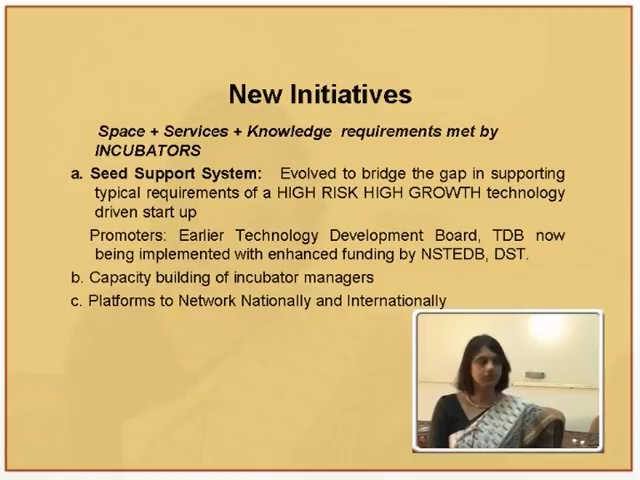 New Initiatives
Space + Services + Knowledge requirements met by
INCUBATORS
a. Seed Support System: Evolved to bridge the gap in supporting
typical requirements of a HIGH RISK HIGH GROWTH technology
driven start up
Promoters: Earlier Technology Development Board, TDB now
being implemented with enhanced funding by NSTEDB, DST.
b. Capacity building of incubator managers
c. Platforms to Network Nationally and Internationally